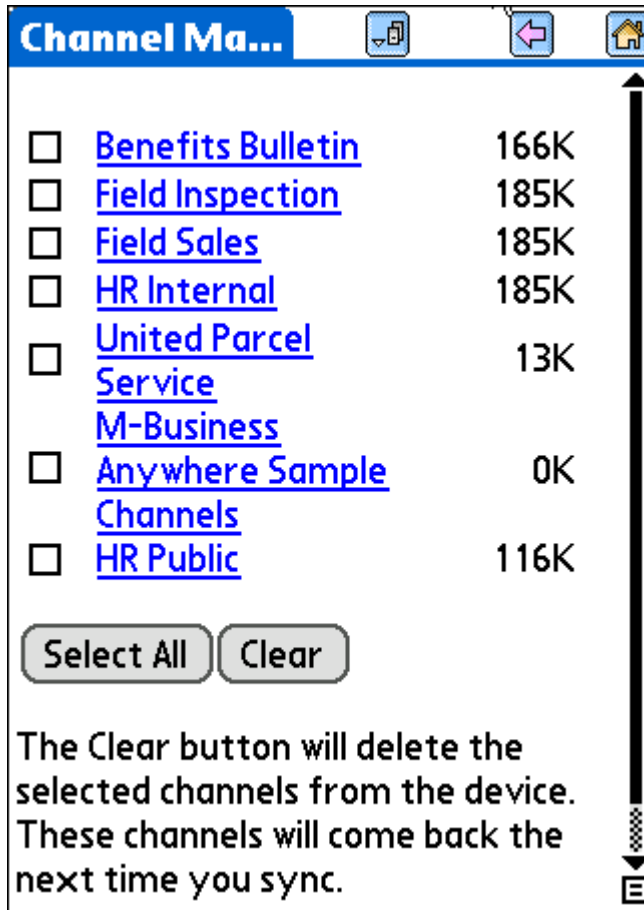 Channel Ma...
Benefits Bulletin 166K
Field Inspection 185K
Field Sales 185K
HR Internal 185K
United Parcel
Service 13K
M-Business
Anywhere Sample 0K
Channels
HR Public 116K
Select All Clear
The Clear button will delete the
selected channels from the device.
These channels will come back the
next time you sync.